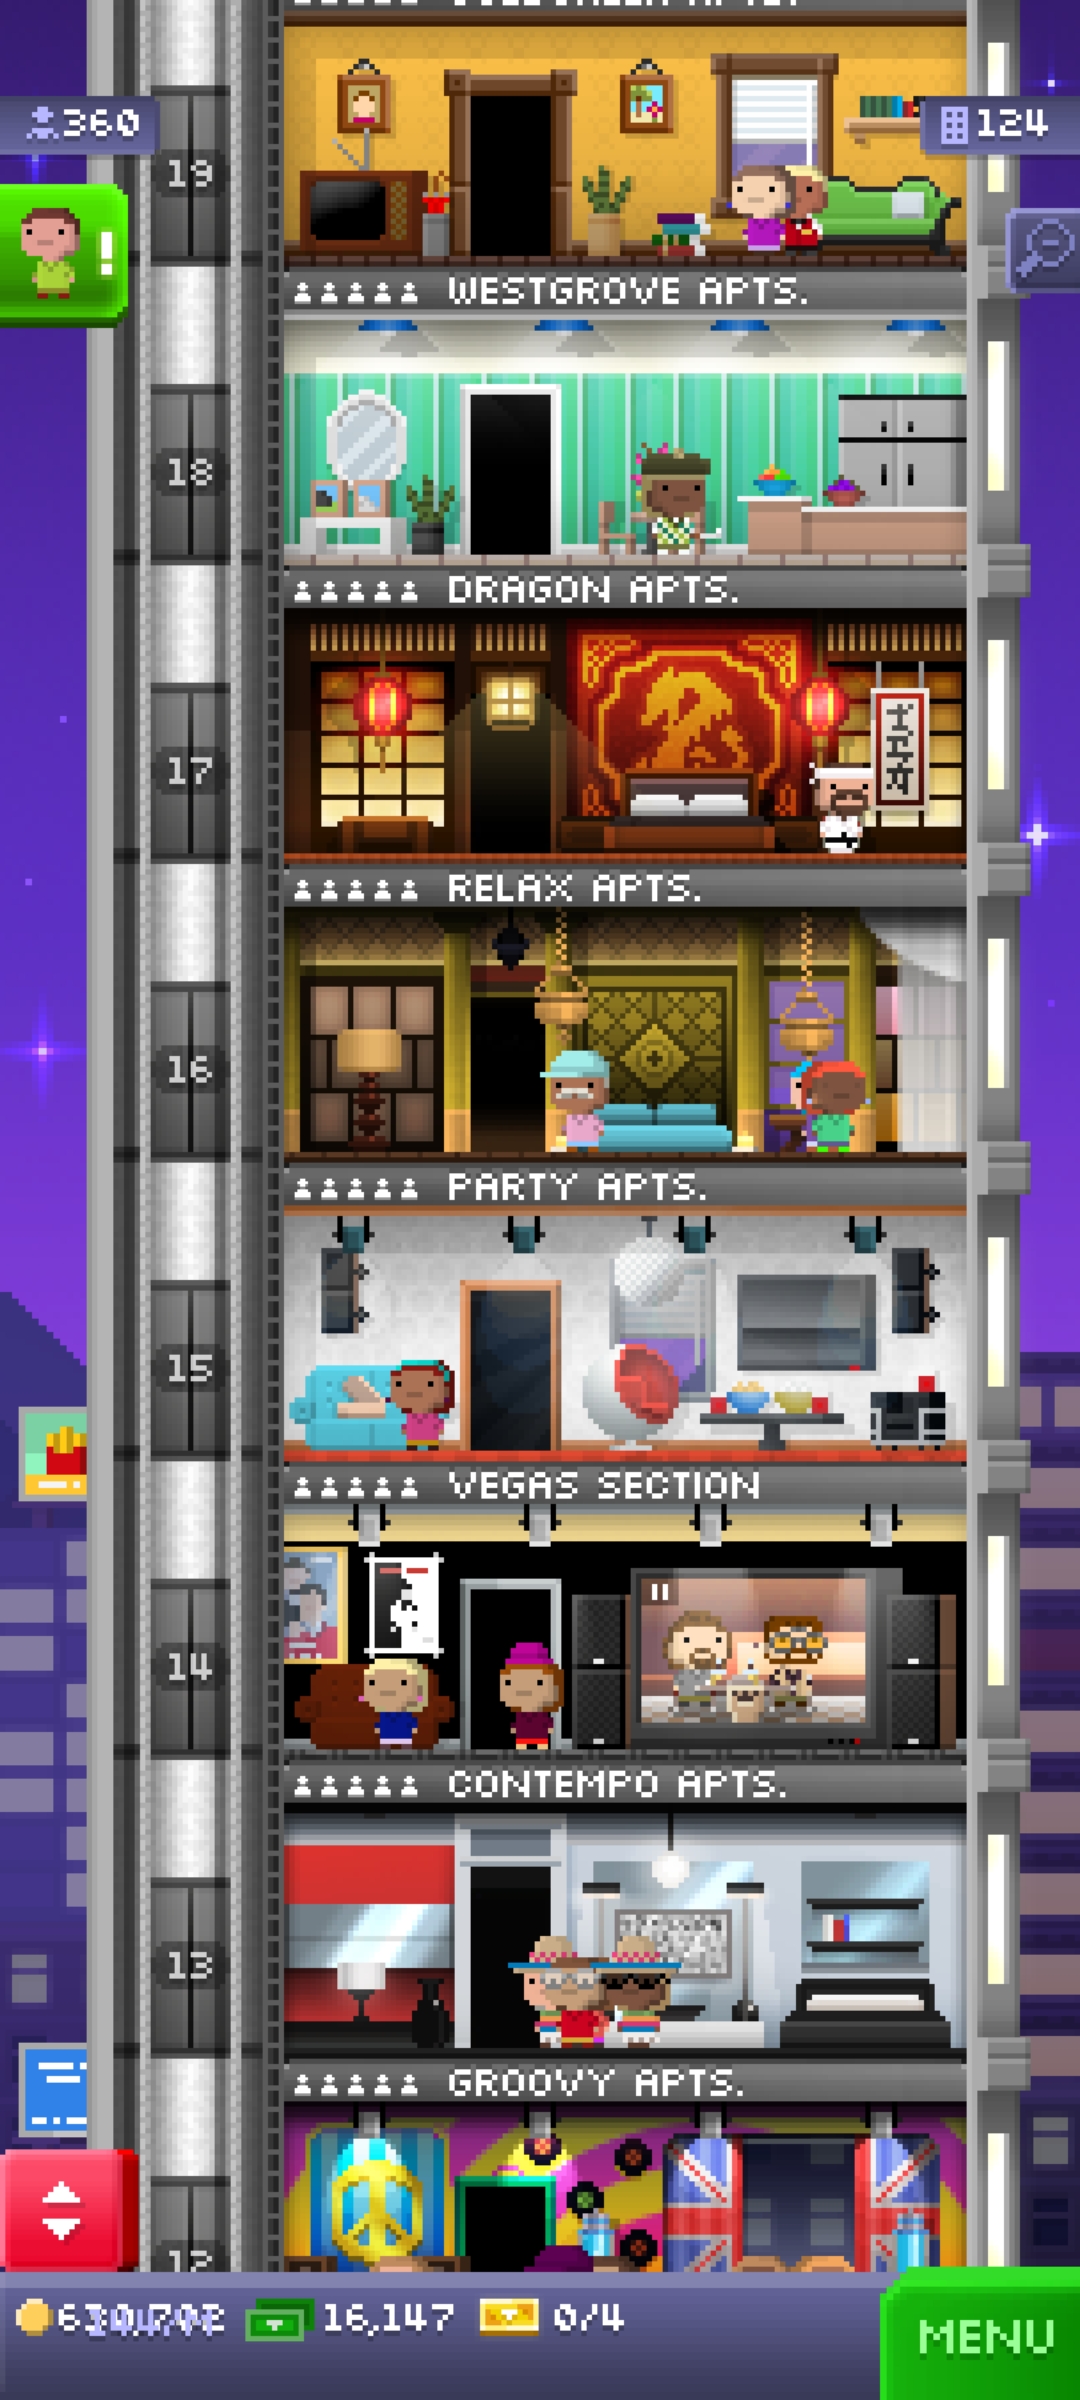 360
124
19
WESTGROVE APTS.
18
DRAGON APTS.
17
RELAX APTS.
16
PARTY APTS.
15
VEGAS SECTION
14
CONTEMPO APTS.
13
GROOVY APTS.
12
16,147
0/4
MENU